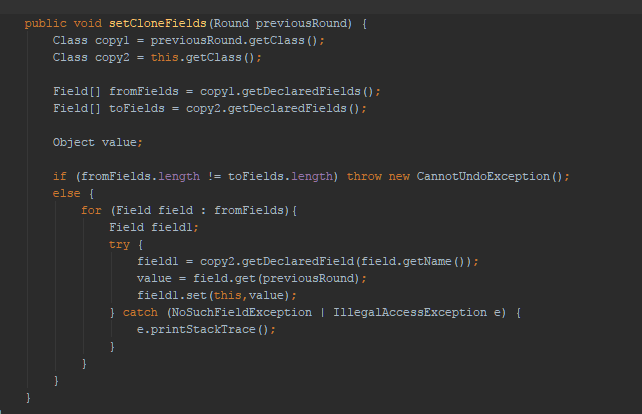 public void setCloneFields(Round previousRound) {
Class copy1 = previousRound.getClass();
Class copy2 = this.getClass();
Field[] fromFields = copy1.getDeclaredFields();
Field[] toFields = copy2.getDeclaredFields();
Object value;
if (fromFields.length != toFields.length) throw new CannotUndoException();
else {
for (Field field : fromFields){
Field field1;
try {
field1 = copy2.getDeclaredField(field.getName());
value = field.get(previousRound);
field1.set(this,value);
} catch (NoSuchFieldException | IllegalAccessException e) {
e.printStackTrace();
}
}
}
}